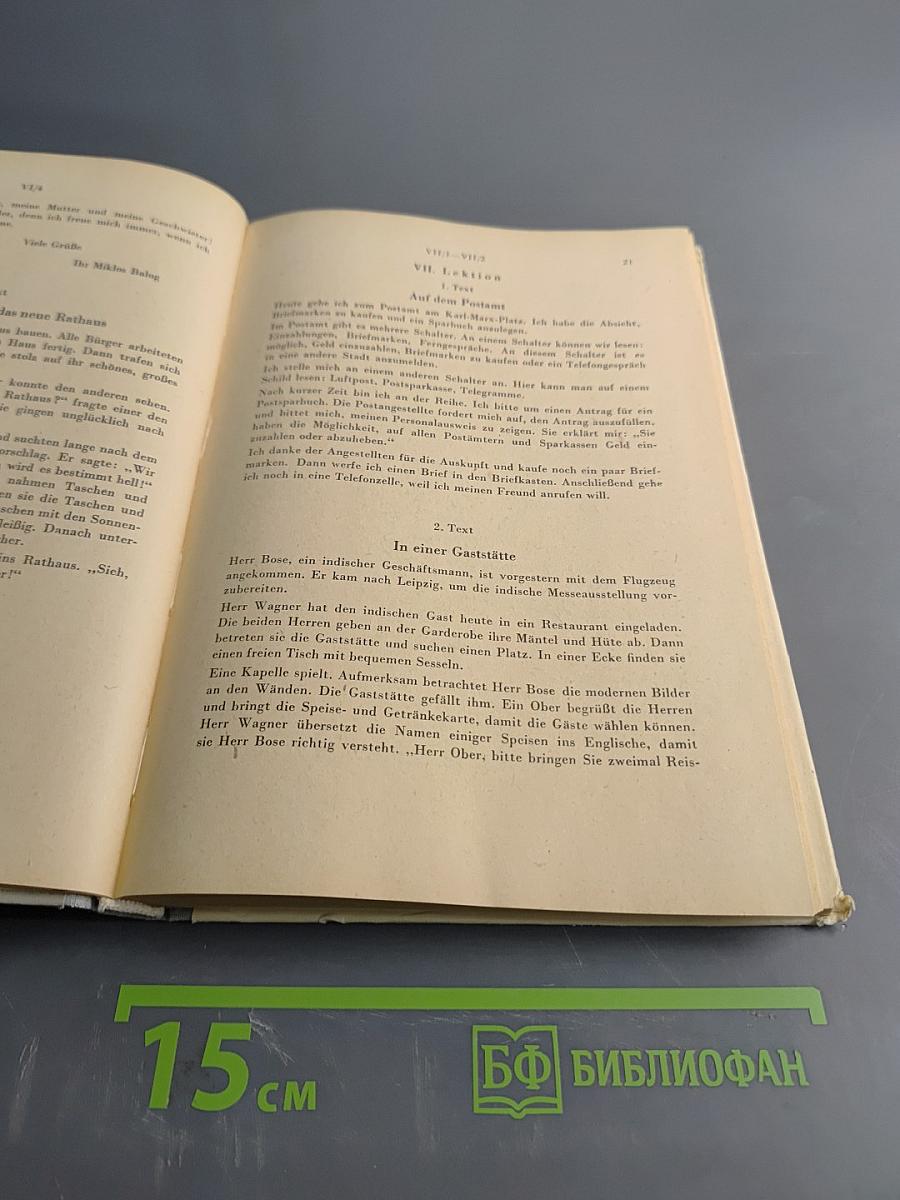 VI/4
, meine Mutter und meine Geschwister!
der, denn ich freue mich immer, wenn ich
Viele Grüße
Ihr Miklos Balog
das neue Rathaus
us bauen. Alle Bürger arbeiteten
Haus fertig. Dann trafen sich
e stolz auf ihr schönes, großes
r konnte den anderen sehen.
Rathaus?“ fragte einer den
ie gingen unglücklich nach
nd suchten lange nach dem
orschlag. Er sagte: „Wir
wird es bestimmt hell!“
nahmen Taschen und
en sie die Taschen und
schen mit den Sonnen-
leißig. Danach unter-
her.
ins Rathaus. „Sieh,
r!“
VII/1—VII/2
21
VII. Lektion
1. Text
Auf dem Postamt
Heute gehe ich zum Postamt am Karl-Marx-Platz. Ich habe die Absicht,
Briefmarken zu kaufen und ein Sparbuch anzulegen.
Im Postamt gibt es mehrere Schalter. An einem Schalter können wir lesen:
Einzahlungen, Briefmarken, Ferngespräche. An diesem Schalter ist es
möglich, Geld einzuzahlen, Briefmarken zu kaufen oder ein Telefongespräch
in eine andere Stadt anzumelden.
Ich stelle mich an einem anderen Schalter an. Hier kann man auf einem
Schild lesen: Luftpost, Postsparkasse, Telegramme.
Nach kurzer Zeit bin ich an der Reihe. Ich bitte um einen Antrag für ein
Postsparbuch. Die Postangestellte fordert mich auf, den Antrag auszufüllen,
und bittet mich, meinen Personalausweis zu zeigen. Sie erklärt mir: „Sie
haben die Möglichkeit, auf allen Postämtern und Sparkassen Geld ein-
zuzahlen oder abzuheben.“
Ich danke der Angestellten für die Auskupft und kaufe noch ein paar Brief-
marken. Dann werfe ich einen Brief in den Briefkasten. Anschließend gehe
ich noch in eine Telefonzelle, weil ich meinen Freund anrufen will.
2. Text
In einer Gaststätte
Herr Bose, ein indischer Geschäftsmann, ist vorgestern mit dem Flugzeug
angekommen. Er kam nach Leipzig, um die indische Messeausstellung vor-
zubereiten.
Herr Wagner hat den indischen Gast heute in ein Restaurant eingeladen.
Die beiden Herren geben an der Garderobe ihre Mäntel und Hüte ab. Dann
betreten sie die Gaststätte und suchen einen Platz. In einer Ecke finden sie
einen freien Tisch mit bequemen Sesseln.
Eine Kapelle spielt. Aufmerksam betrachtet Herr Bose die modernen Bilder
an den Wänden. Die Gaststätte gefällt ihm. Ein Ober begrüßt die Herren
und bringt die Speise- und Getränkekarte, damit die Gäste wählen können.
Herr Wagner übersetzt die Namen einiger Speisen ins Englische, damit
sie Herr Bose richtig versteht. „Herr Ober, bitte bringen Sie zweimal Reis-
15 см
БФ БИБЛИОФАН